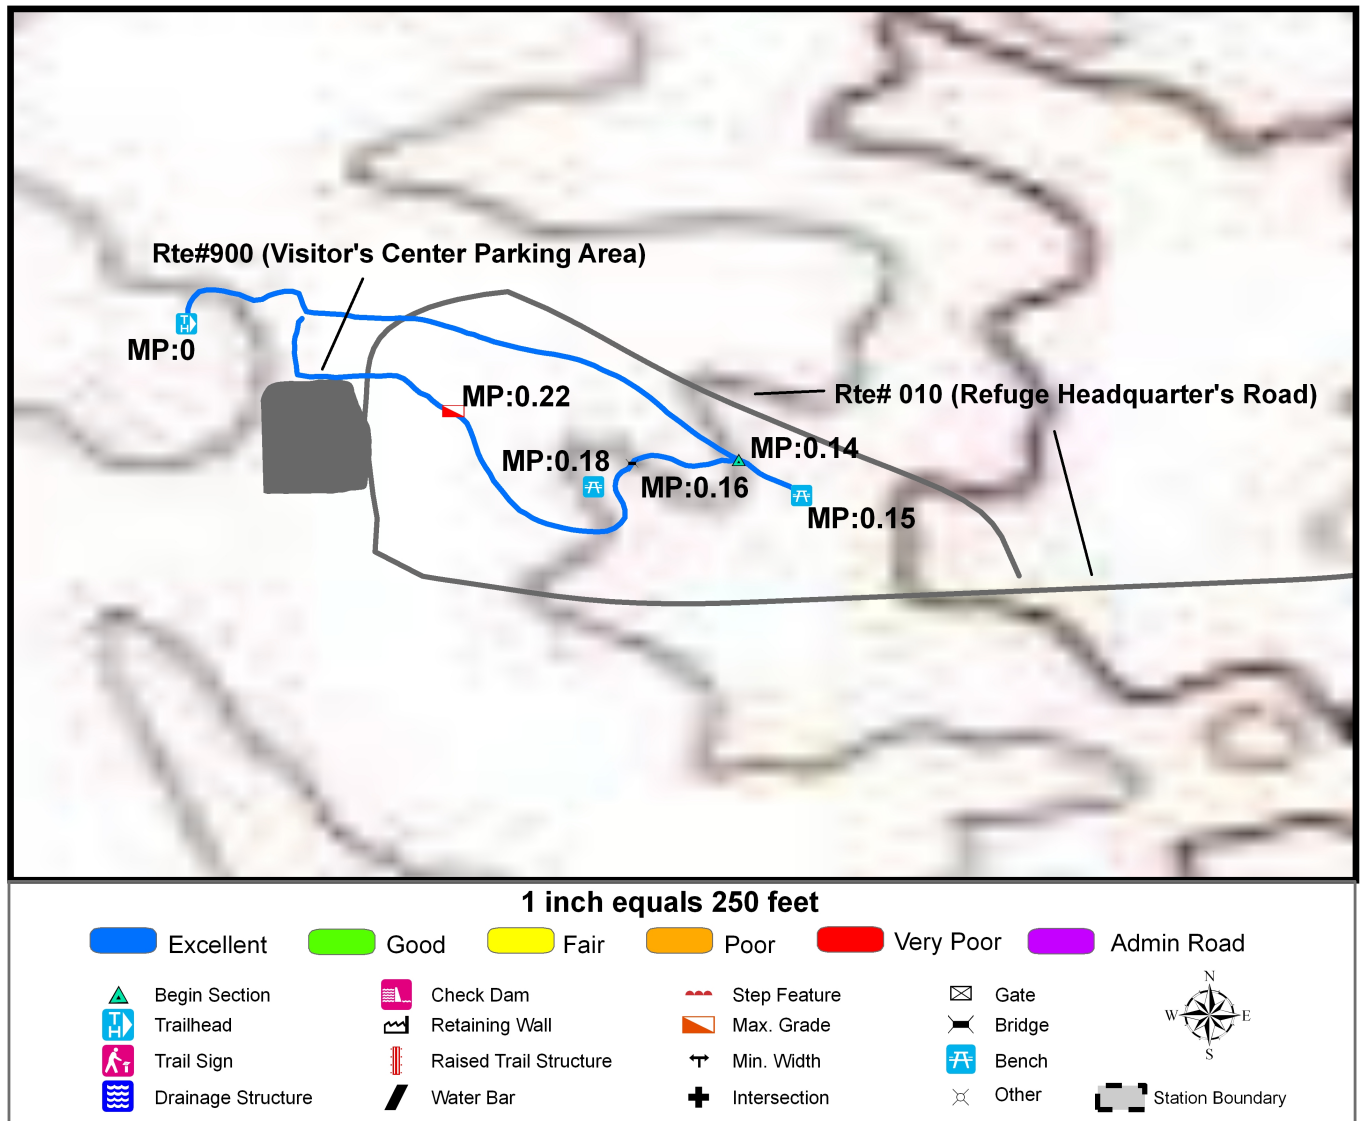 Rte#900 (Visitor's Center Parking Area)
MP:0
MP:0.22
Rte# 010 (Refuge Headquarter's Road)
MP:0.14
MP:0.18
MP:0.16
MP:0.15
1 inch equals 250 feet
Excellent Good Fair Poor Very Poor Admin Road
Begin Section Check Dam Step Feature Gate
TH Trailhead Retaining Wall Max. Grade Bridge
Trail Sign Raised Trail Structure Min. Width Bench
Drainage Structure Water Bar Intersection Other Station Boundary
N
W E
S